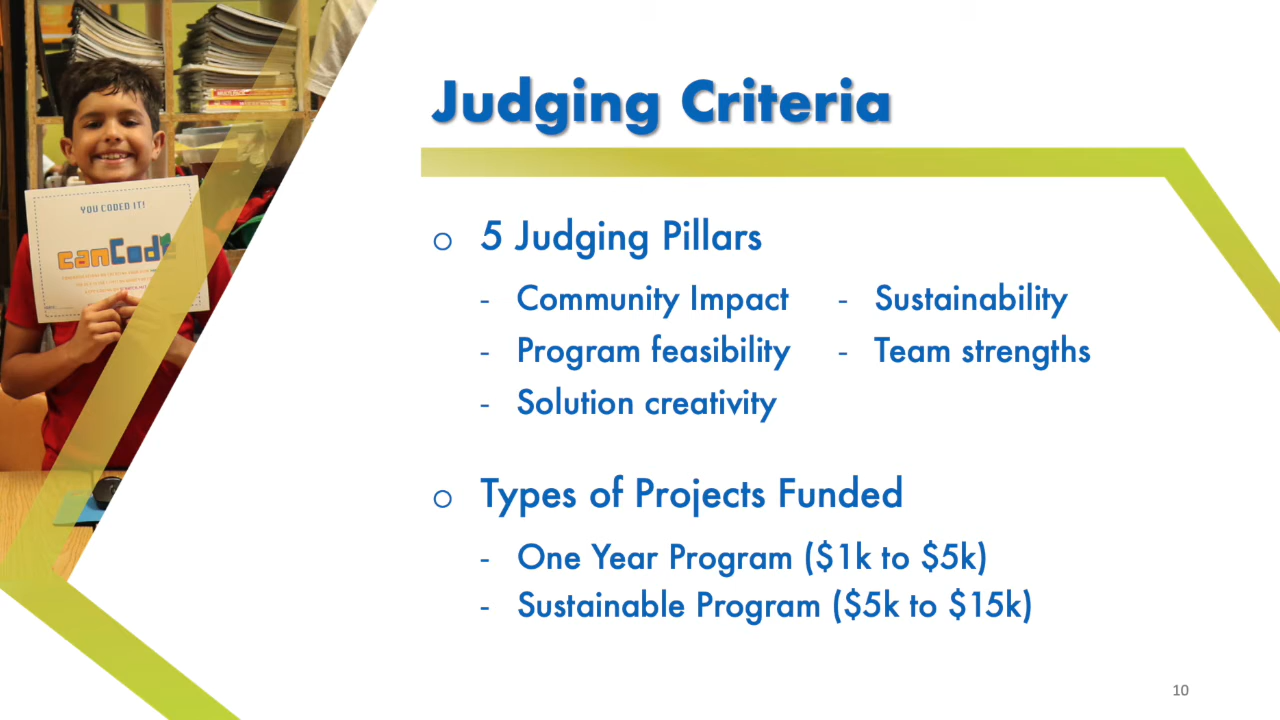 Judging Criteria
YOU CODED IT!
canCode
o 5 Judging Pillars
- Community Impact - Sustainability
- Program feasibility - Team strengths
- Solution creativity
o Types of Projects Funded
- One Year Program ($1k to $5k)
- Sustainable Program ($5k to $15k)
10